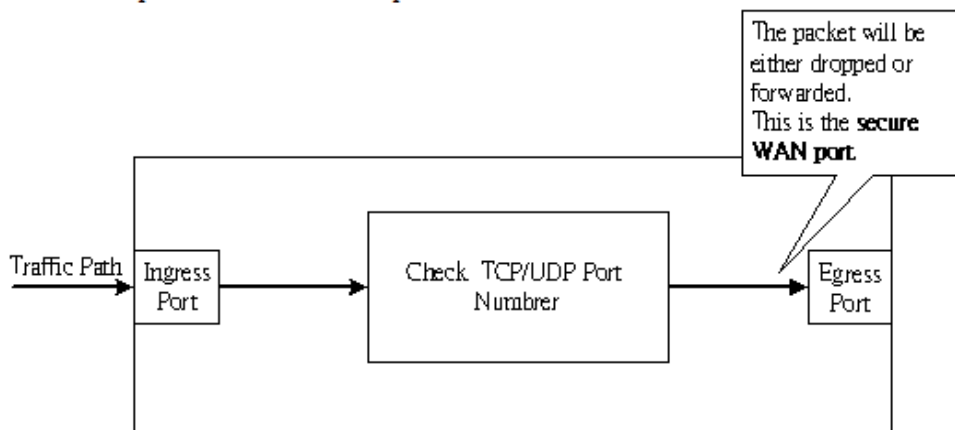 The packet will be
either dropped or
forwarded.
This is the secure
WAN port.
Traffic Path
Ingress
Port
Check TCP/UDP Port
Numbrer
Egress
Port